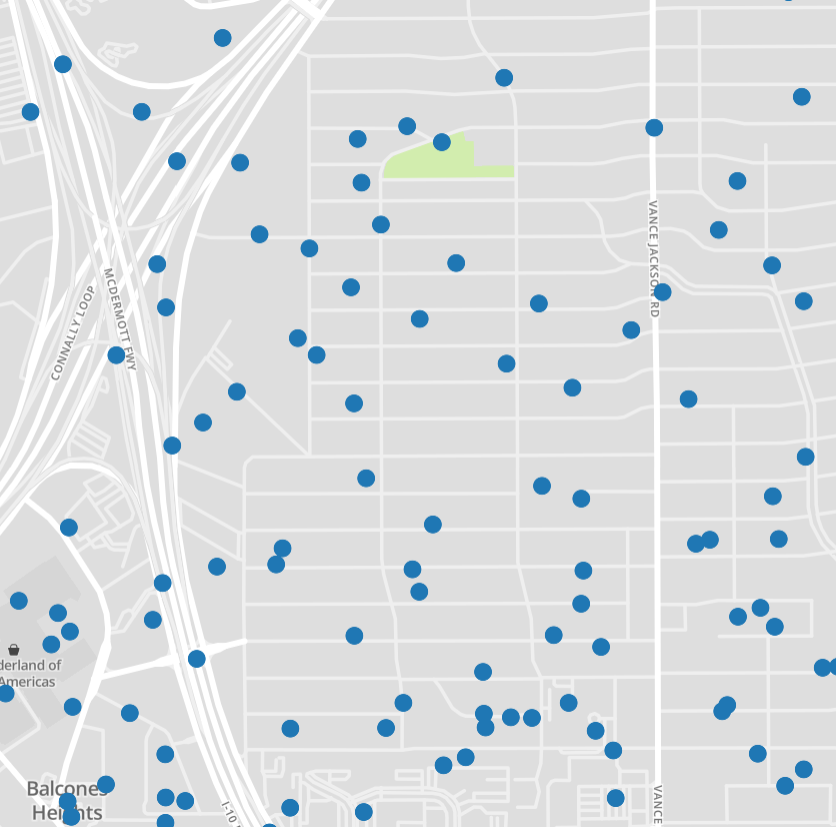 VANCE JACKSON RD
MCDERMOTT FWY
CONNALLY LOOP
derland of
Americas
Balcones
Heights
I-10
VANCE